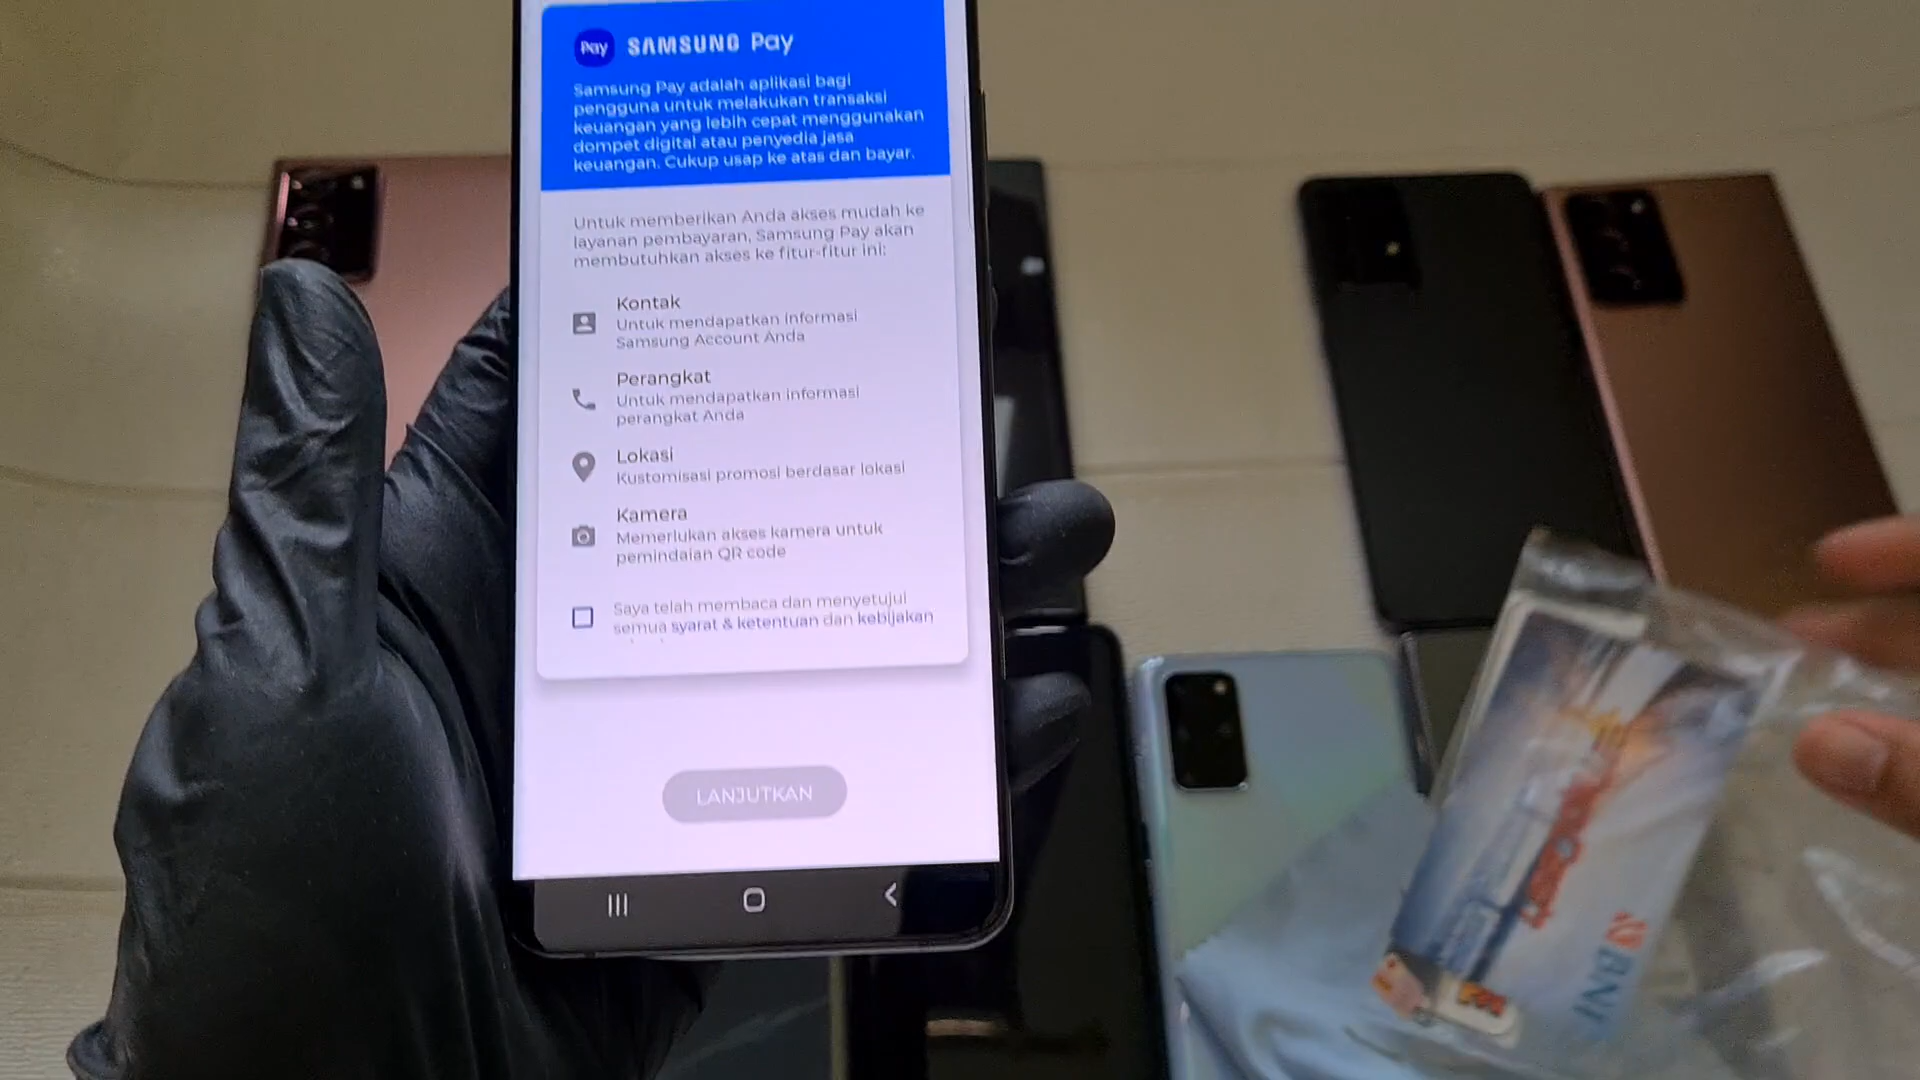 Pay SAMSUNG Pay
Samsung Pay adalah aplikasi bagi
pengguna untuk melakukan transaksi
keuangan yang lebih cepat menggunakan
dompet digital atau penyedia jasa
keuangan. Cukup usap ke atas dan bayar.
Untuk memberikan Anda akses mudah ke
layanan pembayaran, Samsung Pay akan
membutuhkan akses ke fitur-fitur ini:
Kontak
Untuk mendapatkan informasi
Samsung Account Anda
Perangkat
Untuk mendapatkan informasi
perangkat Anda
Lokasi
Kustomisasi promosi berdasar lokasi
Kamera
Memerlukan akses kamera untuk
pemindaian QR code
Saya telah membaca dan menyetujui
semua syarat & ketentuan dan kebijakan
LANJUTKAN
BNI